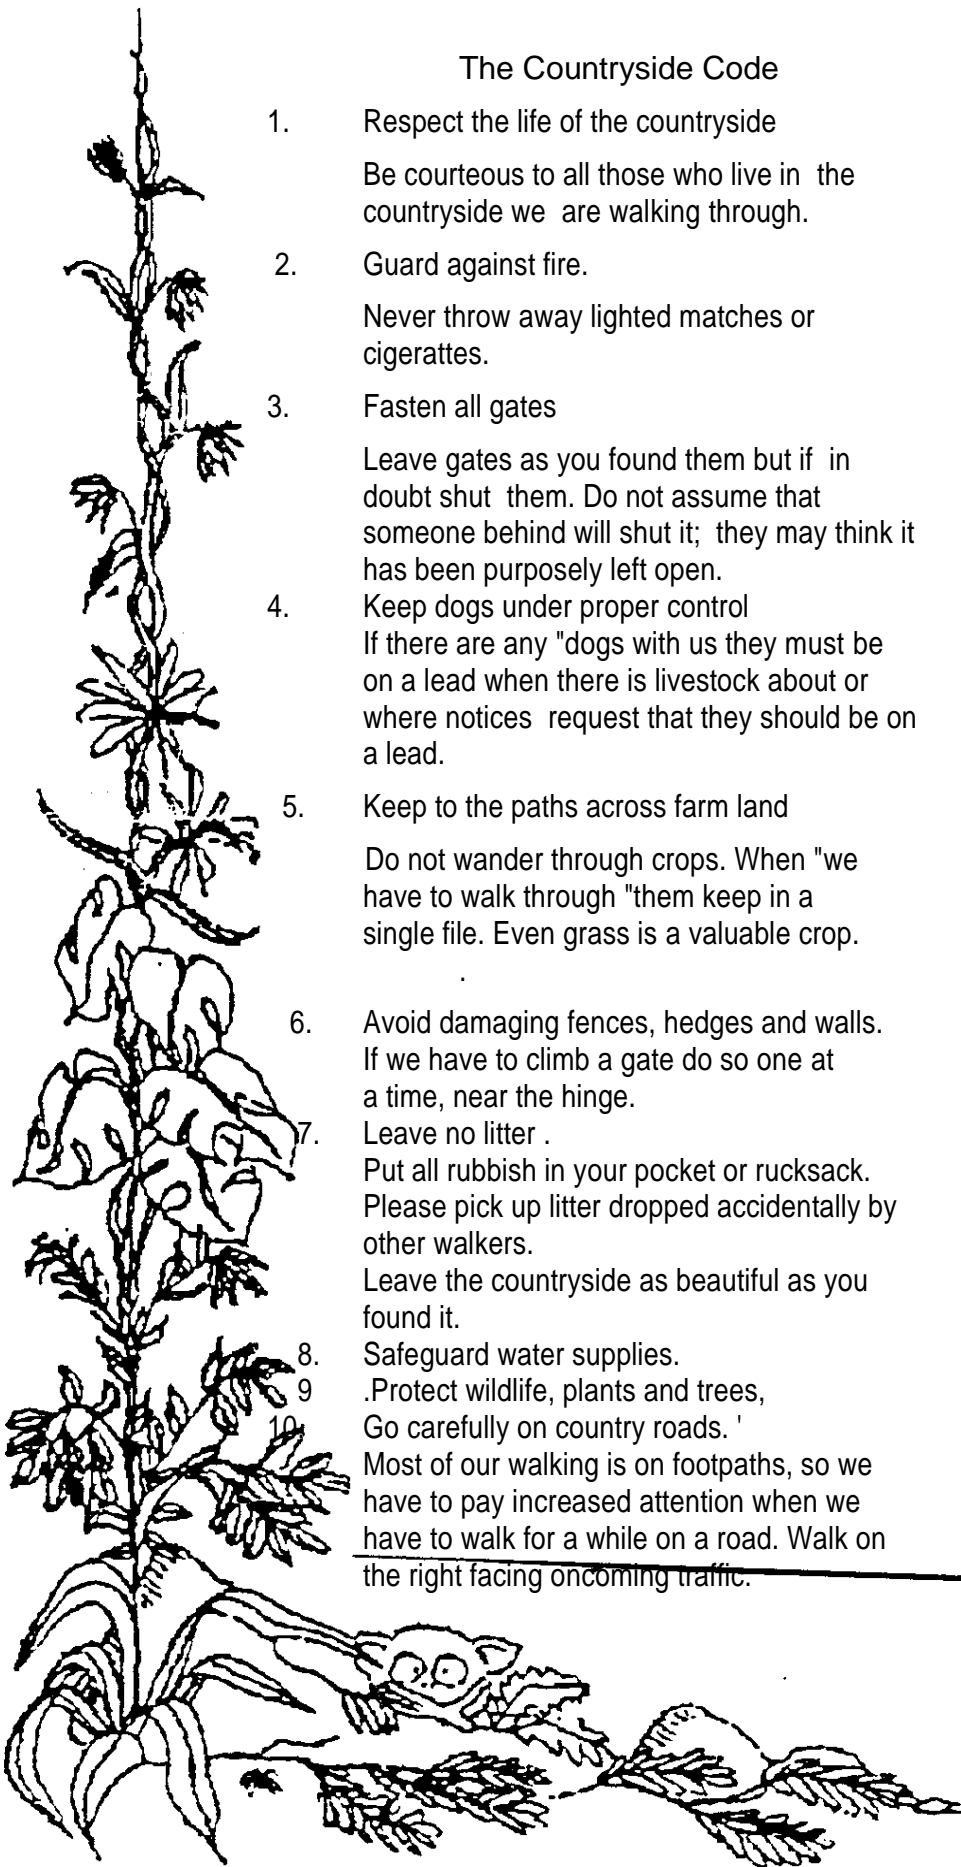 The Countryside Code
1. Respect the life of the countryside
Be courteous to all those who live in the
countryside we are walking through.
2. Guard against fire.
Never throw away lighted matches or
cigerattes.
3. Fasten all gates
Leave gates as you found them but if in
doubt shut them. Do not assume that
someone behind will shut it; they may think it
has been purposely left open.
4. Keep dogs under proper control
If there are any "dogs with us they must be
on a lead when there is livestock about or
where notices request that they should be on
a lead.
5. Keep to the paths across farm land
Do not wander through crops. When "we
have to walk through "them keep in a
single file. Even grass is a valuable crop.
.
6. Avoid damaging fences, hedges and walls.
If we have to climb a gate do so one at
a time, near the hinge.
7. Leave no litter .
Put all rubbish in your pocket or rucksack.
Please pick up litter dropped accidentally by
other walkers.
Leave the countryside as beautiful as you
found it.
8. Safeguard water supplies.
9 .Protect wildlife, plants and trees,
10. Go carefully on country roads. '
Most of our walking is on footpaths, so we
have to pay increased attention when we
have to walk for a while on a road. Walk on
the right facing oncoming traffic.